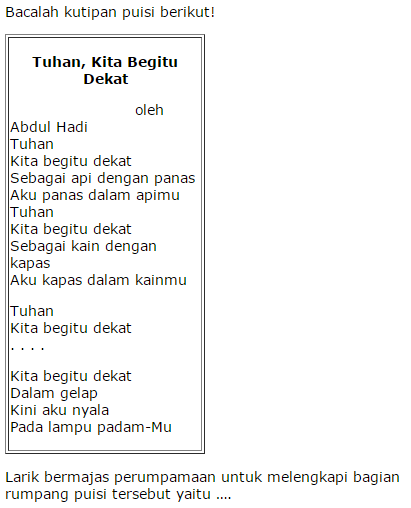 Bacalah kutipan puisi berikut!
Tuhan, Kita Begitu
Dekat
oleh
Abdul Hadi
Tuhan
Kita begitu dekat
Sebagai api dengan panas
Aku panas dalam apimu
Tuhan
Kita begitu dekat
Sebagai kain dengan
kapas
Aku kapas dalam kainmu
Tuhan
Kita begitu dekat
. . . .
Kita begitu dekat
Dalam gelap
Kini aku nyala
Pada lampu padam-Mu
Larik bermajas perumpamaan untuk melengkapi bagian
rumpang puisi tersebut yaitu ....